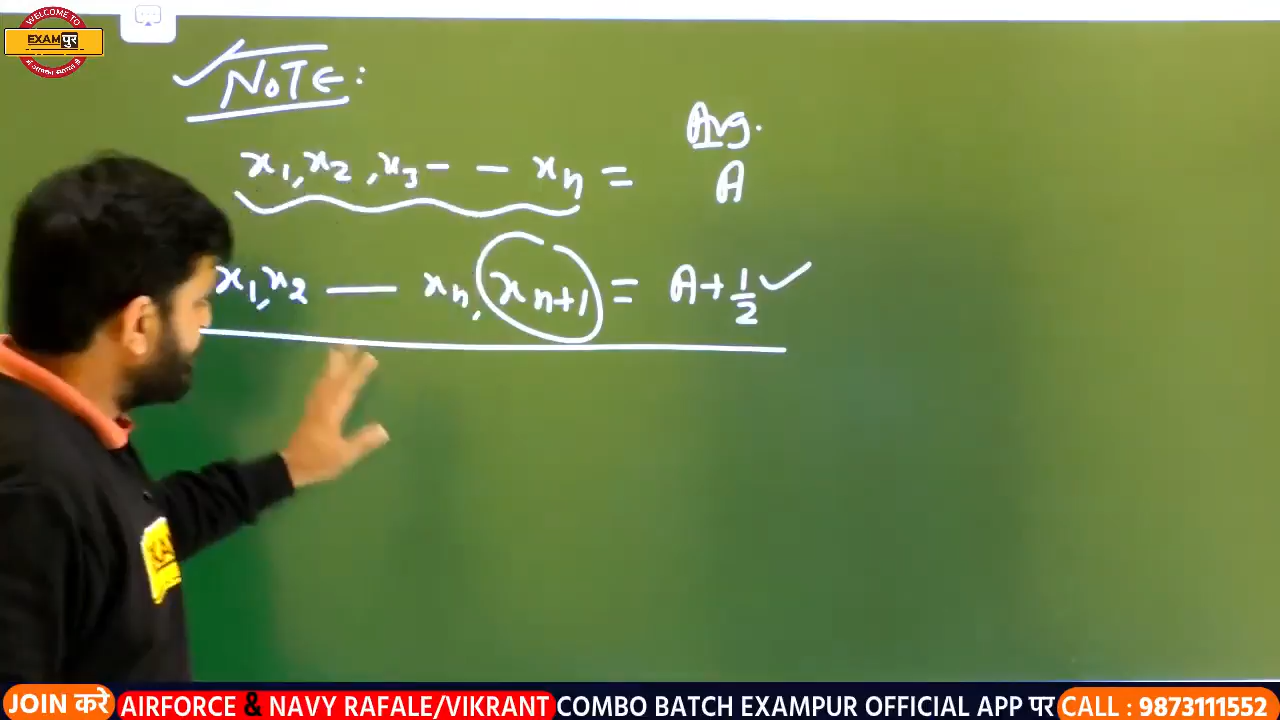 WELCOME TO
EXAMपुर
NOTE:
Avg.
x₁, x₂, x₃ - - xₙ = A
x₁, x₂ — xₙ, xₙ₊₁ = A + 1/2 ✓
JOIN करे AIRFORCE & NAVY RAFALE/VIKRANT COMBO BATCH EXAMPUR OFFICIAL APP पर CALL : 9873111552